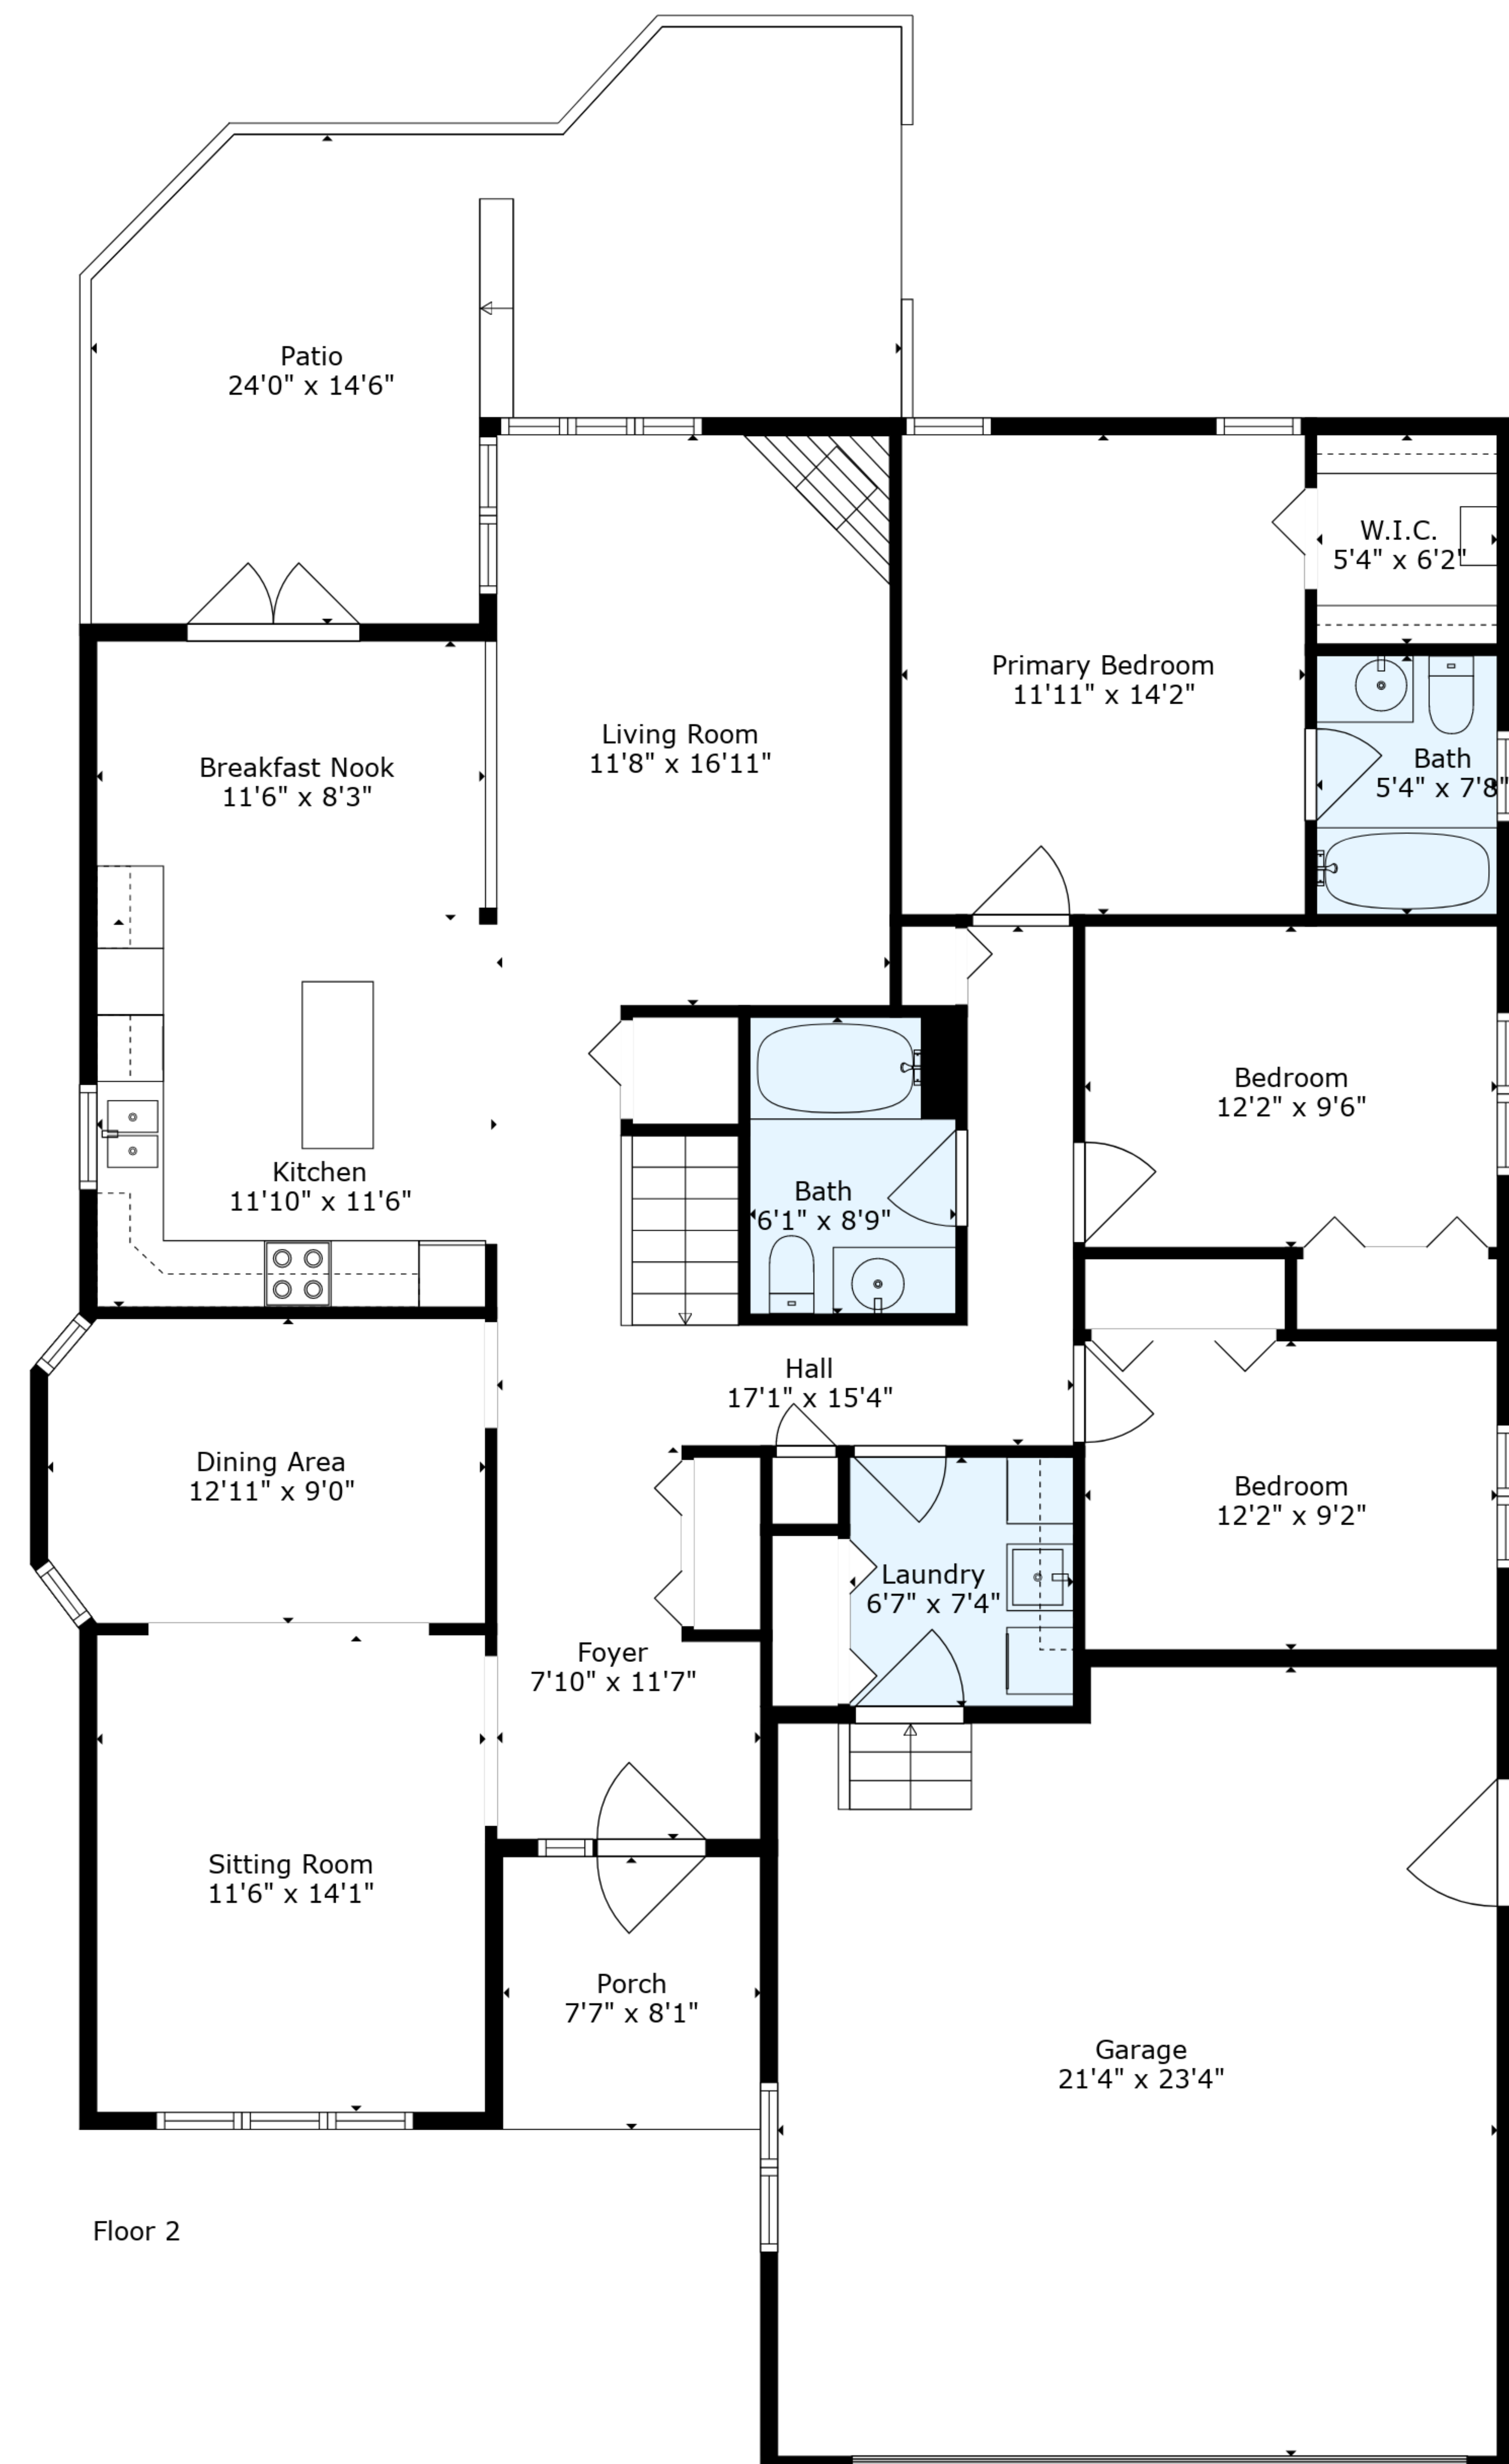 Patio
24'0" x 14'6"
W.I.C.
5'4" x 6'2"
Primary Bedroom
11'11" x 14'2"
Living Room
11'8" x 16'11"
Breakfast Nook
11'6" x 8'3"
Bath
5'4" x 7'8"
Bedroom
12'2" x 9'6"
Kitchen
11'10" x 11'6"
Bath
6'1" x 8'9"
Hall
17'1" x 15'4"
Dining Area
12'11" x 9'0"
Bedroom
12'2" x 9'2"
Laundry
6'7" x 7'4"
Foyer
7'10" x 11'7"
Sitting Room
11'6" x 14'1"
Porch
7'7" x 8'1"
Garage
21'4" x 23'4"
Floor 2